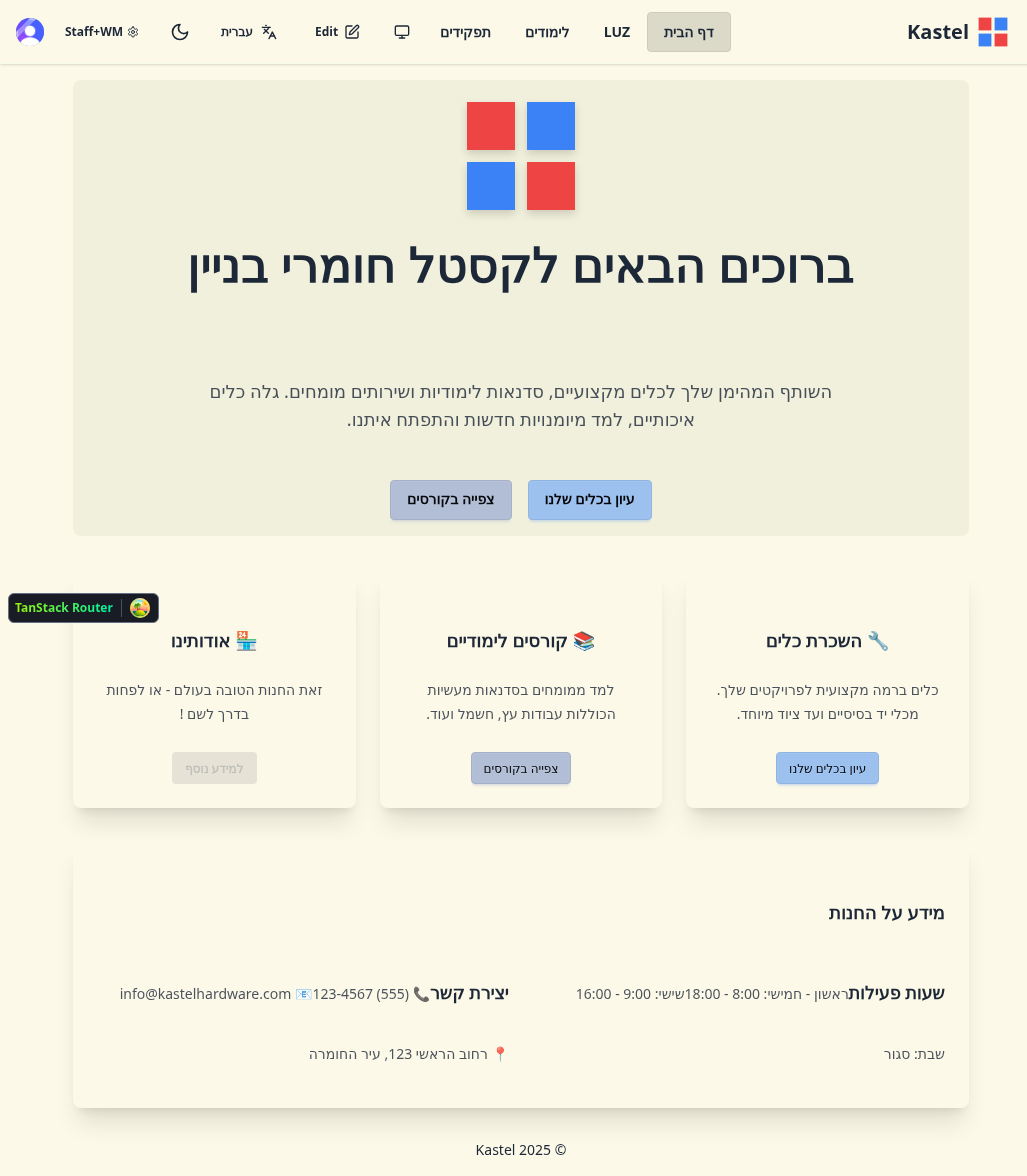 Kastel
דף הבית
LUZ
לימודים
תפקידים
Edit
עברית
Staff+WM
ברוכים הבאים לקסטל חומרי בניין
השותף המהימן שלך לכלים מקצועיים, סדנאות לימודיות ושירותים מומחים. גלה כלים
איכותיים, למד מיומנויות חדשות והתפתח איתנו.
עיון בכלים שלנו
צפייה בקורסים
🔧 השכרת כלים
כלים ברמה מקצועית לפרויקטים שלך.
מכלי יד בסיסיים ועד ציוד מיוחד.
עיון בכלים שלנו
📚 קורסים לימודיים
למד ממומחים בסדנאות מעשיות
הכוללות עבודות עץ, חשמל ועוד.
צפייה בקורסים
🏪 אודותינו
זאת החנות הטובה בעולם - או לפחות
בדרך לשם !
למידע נוסף
TanStack Router
מידע על החנות
שעות פעילותראשון - חמישי: 8:00 - 18:00שישי: 9:00 - 16:00
שבת: סגור
יצירת קשר📞 (555) 123-4567📧 info@kastelhardware.com
📍 רחוב הראשי 123, עיר החומרה
© 2025 Kastel